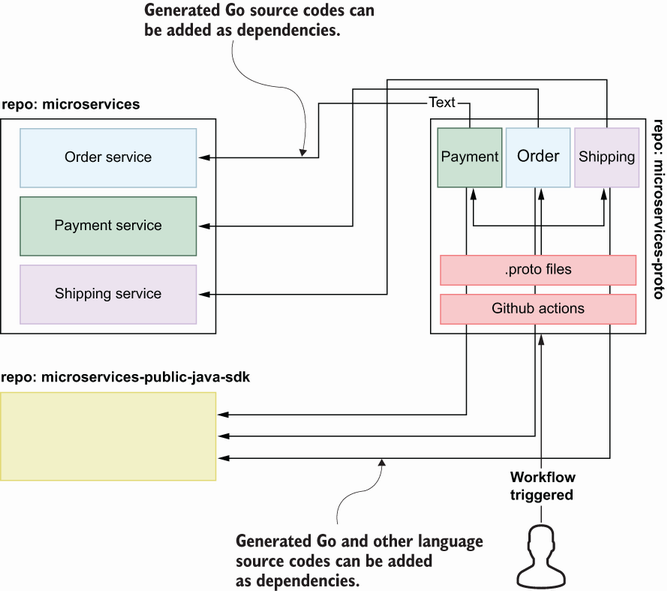 Generated Go source codes can
be added as dependencies.
repo: microservices
Text
Order service
Payment service
Shipping service
Payment
Order
Shipping
repo: microservices-proto
.proto files
Github actions
repo: microservices-public-java-sdk
Workflow
triggered
Generated Go and other language
source codes can be added
as dependencies.